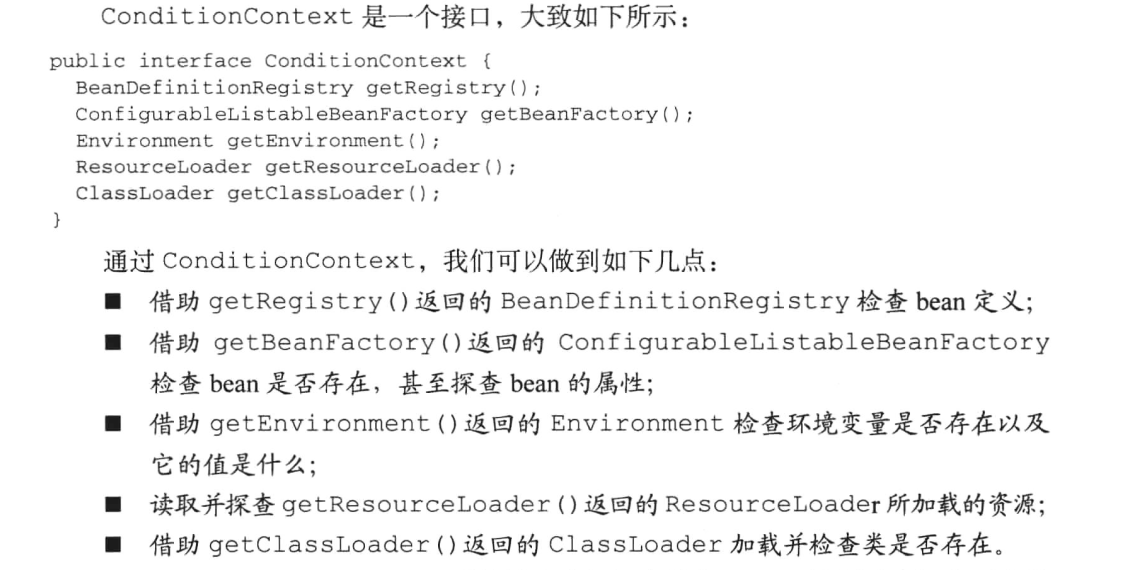 ConditionContext 是一个接口，大致如下所示：
public interface ConditionContext {
BeanDefinitionRegistry getRegistry();
ConfigurableListableBeanFactory getBeanFactory();
Environment getEnvironment();
ResourceLoader getResourceLoader();
ClassLoader getClassLoader();
}
通过 ConditionContext，我们可以做到如下几点：
■ 借助 getRegistry()返回的 BeanDefinitionRegistry 检查 bean 定义；
■ 借助 getBeanFactory()返回的 ConfigurableListableBeanFactory
检查 bean 是否存在，甚至探查 bean 的属性；
■ 借助 getEnvironment()返回的 Environment 检查环境变量是否存在以及
它的值是什么；
■ 读取并探查 getResourceLoader()返回的 ResourceLoader 所加载的资源；
■ 借助 getClassLoader()返回的 ClassLoader 加载并检查类是否存在。